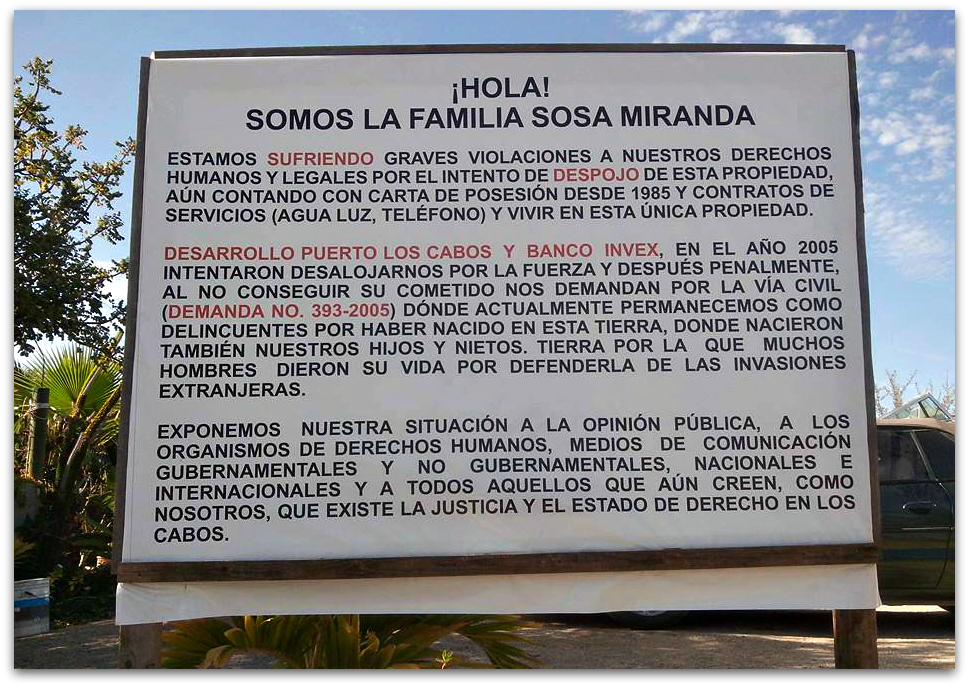 ¡HOLA!
SOMOS LA FAMILIA SOSA MIRANDA
ESTAMOS SUFRIENDO GRAVES VIOLACIONES A NUESTROS DERECHOS
HUMANOS Y LEGALES POR EL INTENTO DE DESPOJO DE ESTA PROPIEDAD,
AÚN CONTANDO CON CARTA DE POSESIÓN DESDE 1985 Y CONTRATOS DE
SERVICIOS (AGUA LUZ, TELÉFONO) Y VIVIR EN ESTA ÚNICA PROPIEDAD.
DESARROLLO PUERTO LOS CABOS Y BANCO INVEX, EN EL AÑO 2005
INTENTARON DESALOJARNOS POR LA FUERZA Y DESPUÉS PENALMENTE,
AL NO CONSEGUIR SU COMETIDO NOS DEMANDAN POR LA VÍA CIVIL
(DEMANDA NO. 393-2005) DÓNDE ACTUALMENTE PERMANECEMOS COMO
DELINCUENTES POR HABER NACIDO EN ESTA TIERRA, DONDE NACIERON
TAMBIÉN NUESTROS HIJOS Y NIETOS. TIERRA POR LA QUE MUCHOS
HOMBRES DIERON SU VIDA POR DEFENDERLA DE LAS INVASIONES
EXTRANJERAS.
EXPONEMOS NUESTRA SITUACIÓN A LA OPINIÓN PÚBLICA, A LOS
ORGANISMOS DE DERECHOS HUMANOS, MEDIOS DE COMUNICACIÓN
GUBERNAMENTALES Y NO GUBERNAMENTALES, NACIONALES E
INTERNACIONALES Y A TODOS AQUELLOS QUE AÚN CREEN, COMO
NOSOTROS, QUE EXISTE LA JUSTICIA Y EL ESTADO DE DERECHO EN LOS
CABOS.